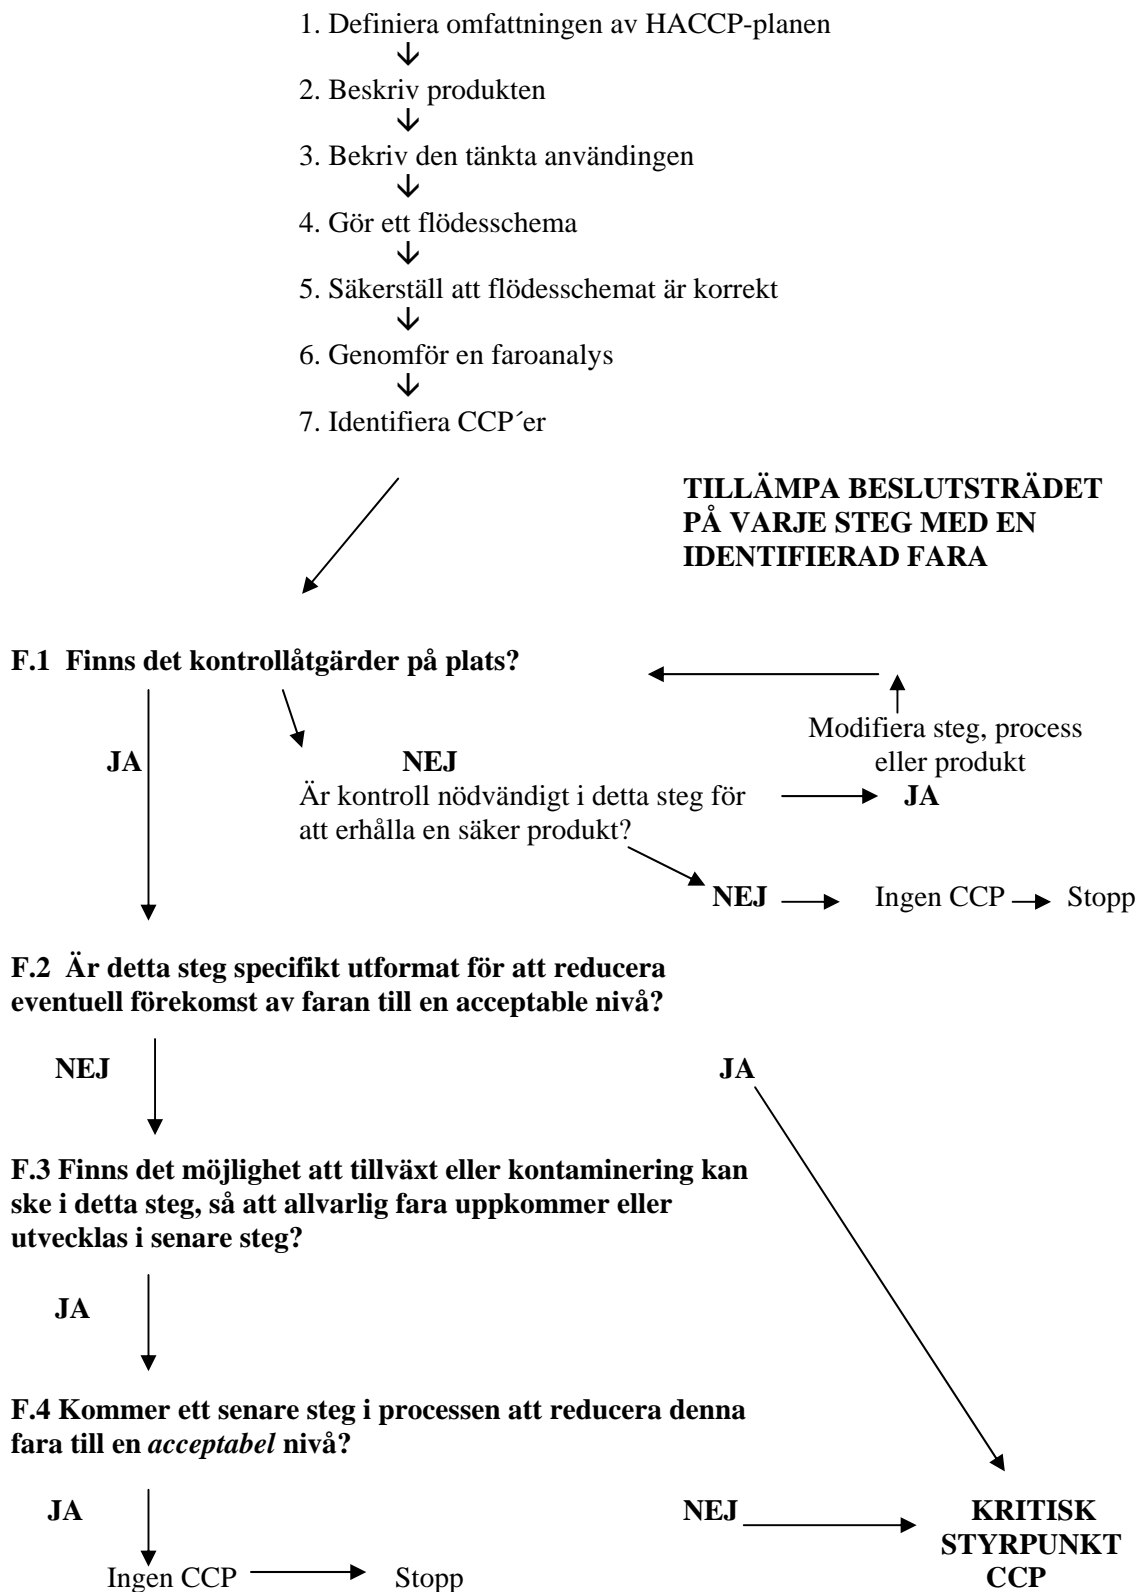 1. Definiera omfattningen av HACCP-planen
2. Beskriv produkten
3. Bekriv den tänkta användingen
4. Gör ett flödesschema
5. Säkerställ att flödesschemat är korrekt
6. Genomför en faroanalys
7. Identifiera CCP´er
TILLÄMPA BESLUTSTRÄDET
PÅ VARJE STEG MED EN
IDENTIFIERAD FARA
F.1 Finns det kontrollåtgärder på plats?
Modifiera steg, process
eller produkt
JA
NEJ
Är kontroll nödvändigt i detta steg för
att erhålla en säker produkt?
JA
NEJ
Ingen CCP
Stopp
F.2 Är detta steg specifikt utformat för att reducera
eventuell förekomst av faran till en acceptable nivå?
NEJ
JA
F.3 Finns det möjlighet att tillväxt eller kontaminering kan
ske i detta steg, så att allvarlig fara uppkommer eller
utvecklas i senare steg?
JA
F.4 Kommer ett senare steg i processen att reducera denna
fara till en acceptabel nivå?
JA
NEJ
KRITISK
STYRPUNKT
CCP
Ingen CCP
Stopp